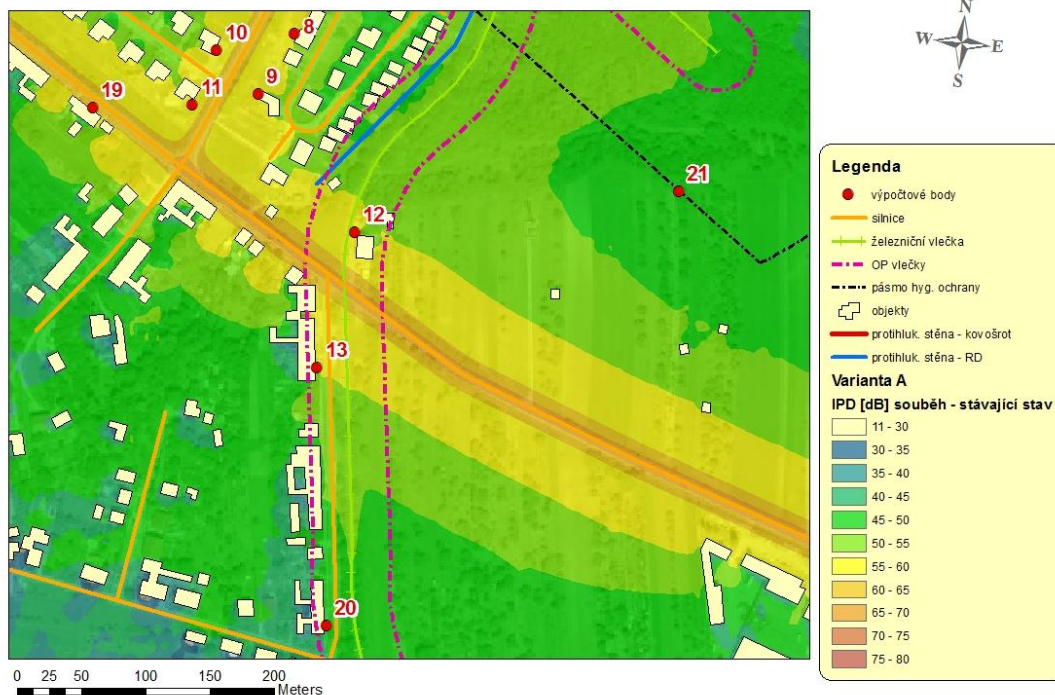 N
W
E
S
8
10
9
11
19
21
12
13
20
0 25 50 100 150 200
Meters
Legenda
výpočtové body
silnice
železniční vlečka
OP vlečky
pásmo hyg. ochrany
objekty
protihluk. stěna - kovošrot
protihluk. stěna - RD
Varianta A
IPD [dB] souběh - stávající stav
11 - 30
30 - 35
35 - 40
40 - 45
45 - 50
50 - 55
55 - 60
60 - 65
65 - 70
70 - 75
75 - 80